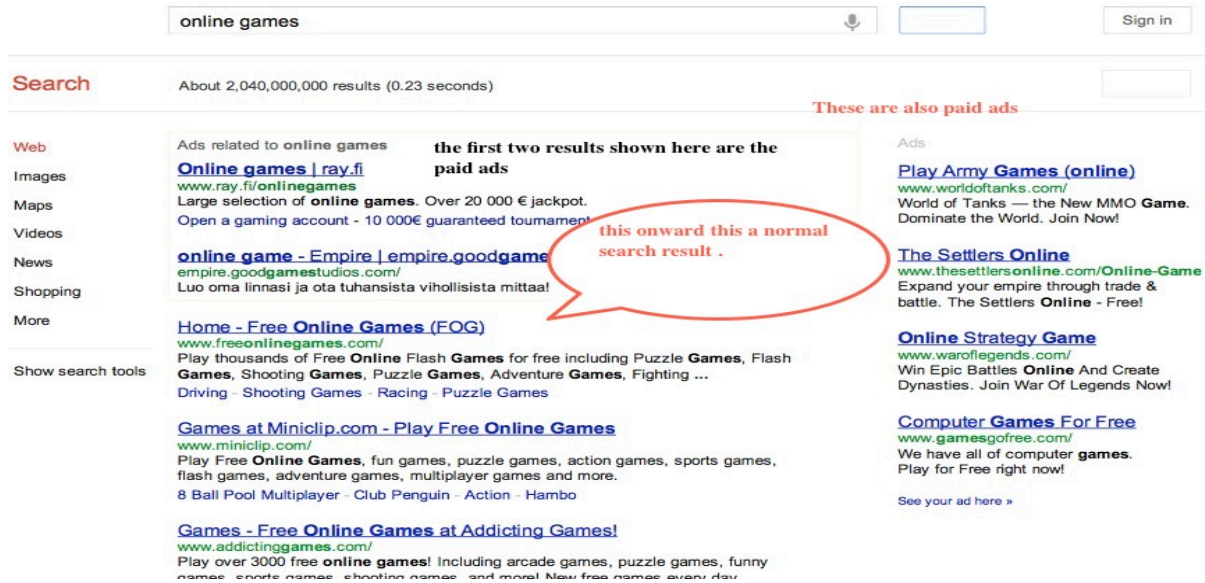 online games
Sign in
Search
About 2,040,000,000 results (0.23 seconds)
These are also paid ads
Web
Images
Maps
Videos
News
Shopping
More
Show search tools
Ads related to online games
the first two results shown here are the
paid ads
Online games | ray.fi
www.ray.fi/onlinegames
Large selection of online games. Over 20 000 € jackpot.
Open a gaming account - 10 000€ guaranteed tournament
online game - Empire | empire.goodgame
empire.goodgamestudios.com/
Luo oma linnasi ja ota tuhansista vihollisista mittaa!
this onward this a normal
search result .
Home - Free Online Games (FOG)
www.freeonlinegames.com/
Play thousands of Free Online Flash Games for free including Puzzle Games, Flash
Games, Shooting Games, Puzzle Games, Adventure Games, Fighting ...
Driving - Shooting Games - Racing - Puzzle Games
Games at Miniclip.com - Play Free Online Games
www.miniclip.com/
Play Free Online Games, fun games, puzzle games, action games, sports games,
flash games, adventure games, multiplayer games and more.
8 Ball Pool Multiplayer - Club Penguin - Action - Hambo
Games - Free Online Games at Addicting Games!
www.addictinggames.com/
Play over 3000 free online games! Including arcade games, puzzle games, funny
games, sports games, shooting games, and more! New free games every day
Ads
Play Army Games (online)
www.worldoftanks.com/
World of Tanks — the New MMO Game.
Dominate the World. Join Now!
The Settlers Online
www.thesettlersonline.com/Online-Game
Expand your empire through trade &
battle. The Settlers Online - Free!
Online Strategy Game
www.waroflegends.com/
Win Epic Battles Online And Create
Dynasties. Join War Of Legends Now!
Computer Games For Free
www.gamesgofree.com/
We have all of computer games.
Play for Free right now!
See your ad here »